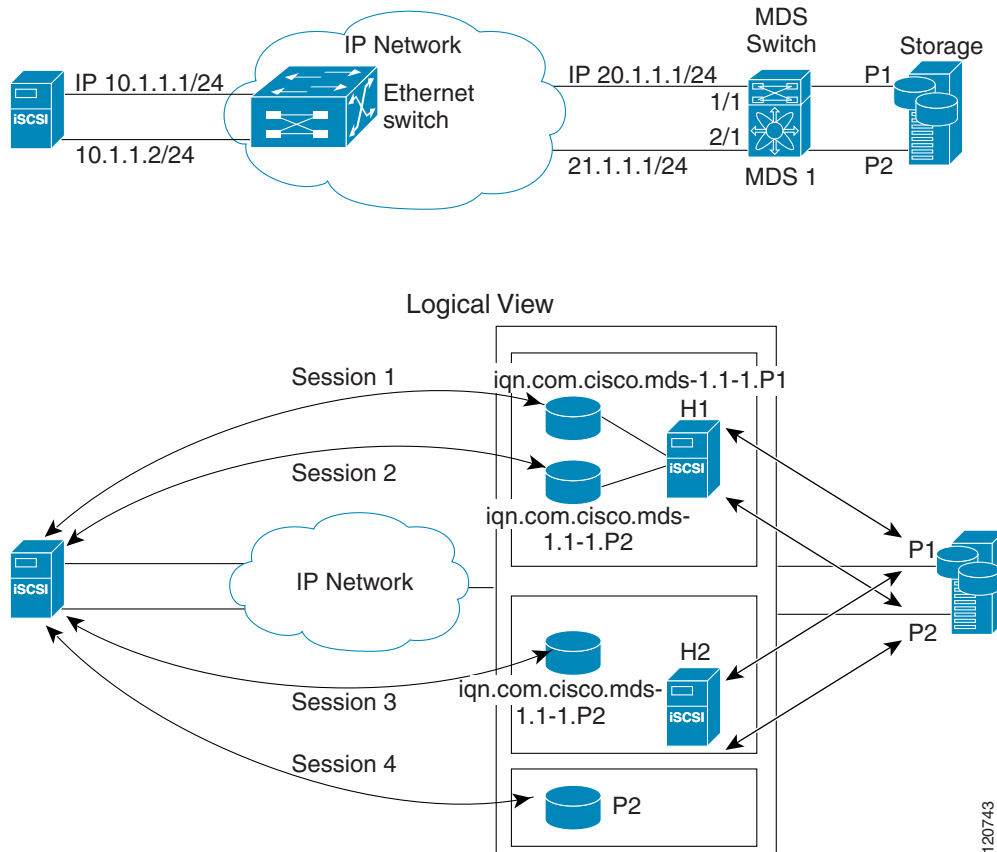 MDS
Switch
Storage
IP Network
IP 10.1.1.1/24
IP 20.1.1.1/24
P1
Ethernet
switch
1/1
iSCSI
2/1
10.1.1.2/24
21.1.1.1/24
MDS 1
P2
Logical View
Session 1
iqn.com.cisco.mds-1.1-1.P1
H1
iSCSI
Session 2
iqn.com.cisco.mds-
1.1-1.P2
P1
iSCSI
IP Network
P2
H2
Session 3
iqn.com.cisco.mds-
1.1-1.P2
iSCSI
Session 4
P2
120743